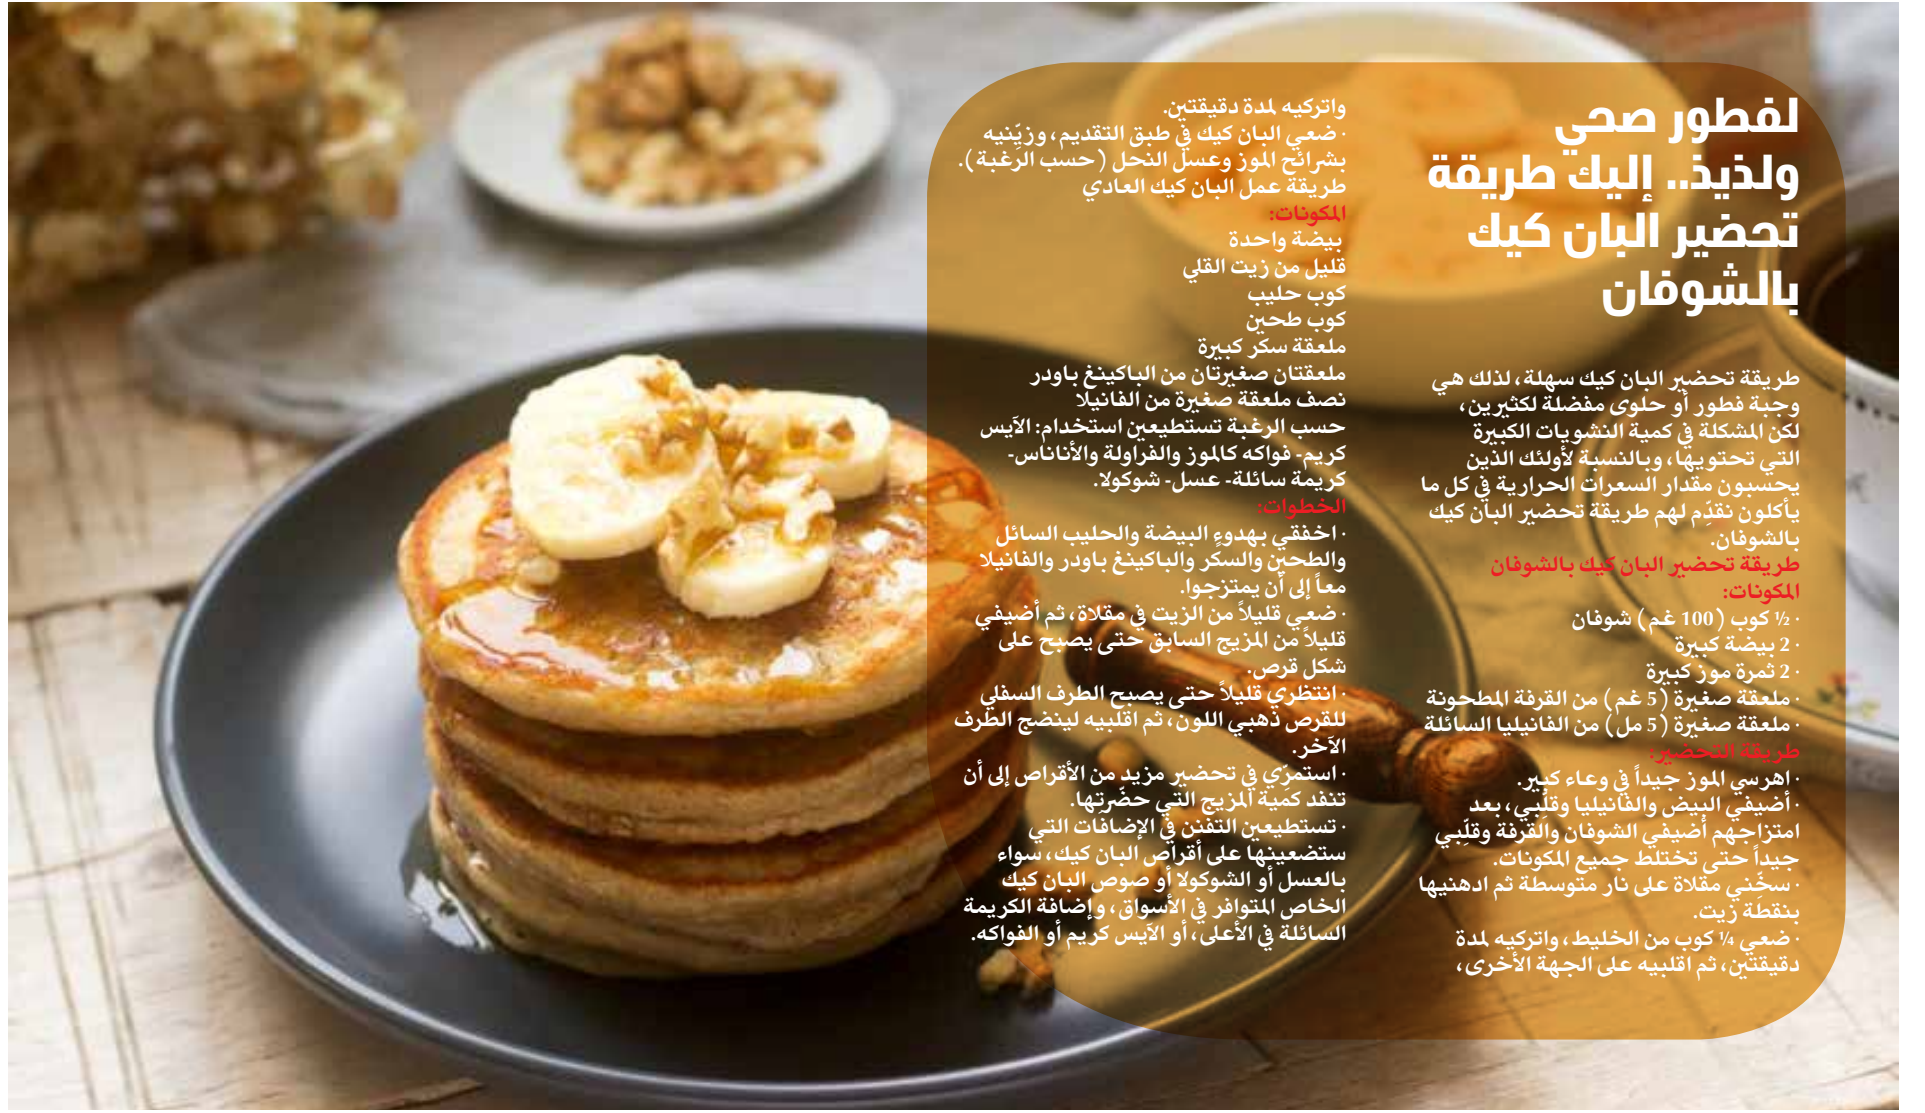 لفطور صحي
ولذيذ.. إليك طريقة
تحضير البان كيك
بالشوفان
طريقة تحضير البان كيك سهلة، لذلك هي
وجبة فطور أو حلوى مفضلة لكثيرين،
لكن المشكلة في كمية النشويات الكبيرة
التي تحتويها، وبالنسبة لأولئك الذين
يحسبون مقدار السعرات الحرارية في كل ما
يأكلون نقدِّم لهم طريقة تحضير البان كيك
بالشوفان.
طريقة تحضير البان كيك بالشوفان
المكونات:
· ½ كوب (100 غم) شوفان
· 2 بيضة كبيرة
· 2 ثمرة موز كبيرة
· ملعقة صغيرة (5 غم) من القرفة المطحونة
· ملعقة صغيرة (5 مل) من الفانيليا السائلة
طريقة التحضير:
· اهرسي الموز جيداً في وعاء كبير.
· أضيفي البيض والفانيليا وقلِّبي، بعد
امتزاجهم أضيفي الشوفان والقرفة وقلِّبي
جيداً حتى تختلط جميع المكونات.
· سخِّني مقلاة على نار متوسطة ثم ادهنيها
بنقطة زيت.
· ضعي ¼ كوب من الخليط، واتركيه لمدة
دقيقتين، ثم اقلبيه على الجهة الأخرى،
واتركيه لمدة دقيقتين.
· ضعي البان كيك في طبق التقديم، وزيِّنيه
بشرائح الموز وعسل النحل (حسب الرغبة).
طريقة عمل البان كيك العادي
المكونات:
بيضة واحدة
قليل من زيت القلي
كوب حليب
كوب طحين
ملعقة سكر كبيرة
ملعقتان صغيرتان من الباكينغ باودر
نصف ملعقة صغيرة من الفانيلا
حسب الرغبة تستطيعين استخدام: الآيس
كريم- فواكه كالموز والفراولة والأناناس-
كريمة سائلة- عسل- شوكولا.
الخطوات:
· اخفقي بهدوءٍ البيضة والحليب السائل
والطحين والسكّر والباكينغ باودر والفانيلا
معاً إلى أن يمتزجوا.
· ضعي قليلاً من الزيت في مقلاة، ثم أضيفي
قليلاً من المزيج السابق حتى يصبح على
شكل قرص.
· انتظري قليلاً حتى يصبح الطرف السفلي
للقرص ذهبي اللون، ثم اقلبيه لينضج الطرف
الآخر.
· استمرّي في تحضير مزيد من الأقراص إلى أن
تنفد كمّية المزيج التي حضّرتها.
· تستطيعين التفنن في الإضافات التي
ستضعينها على أقراص البان كيك، سواء
بالعسل أو الشوكولا أو صوص البان كيك
الخاص المتوافر في الأسواق، وإضافة الكريمة
السائلة في الأعلى، أو الآيس كريم أو الفواكه.